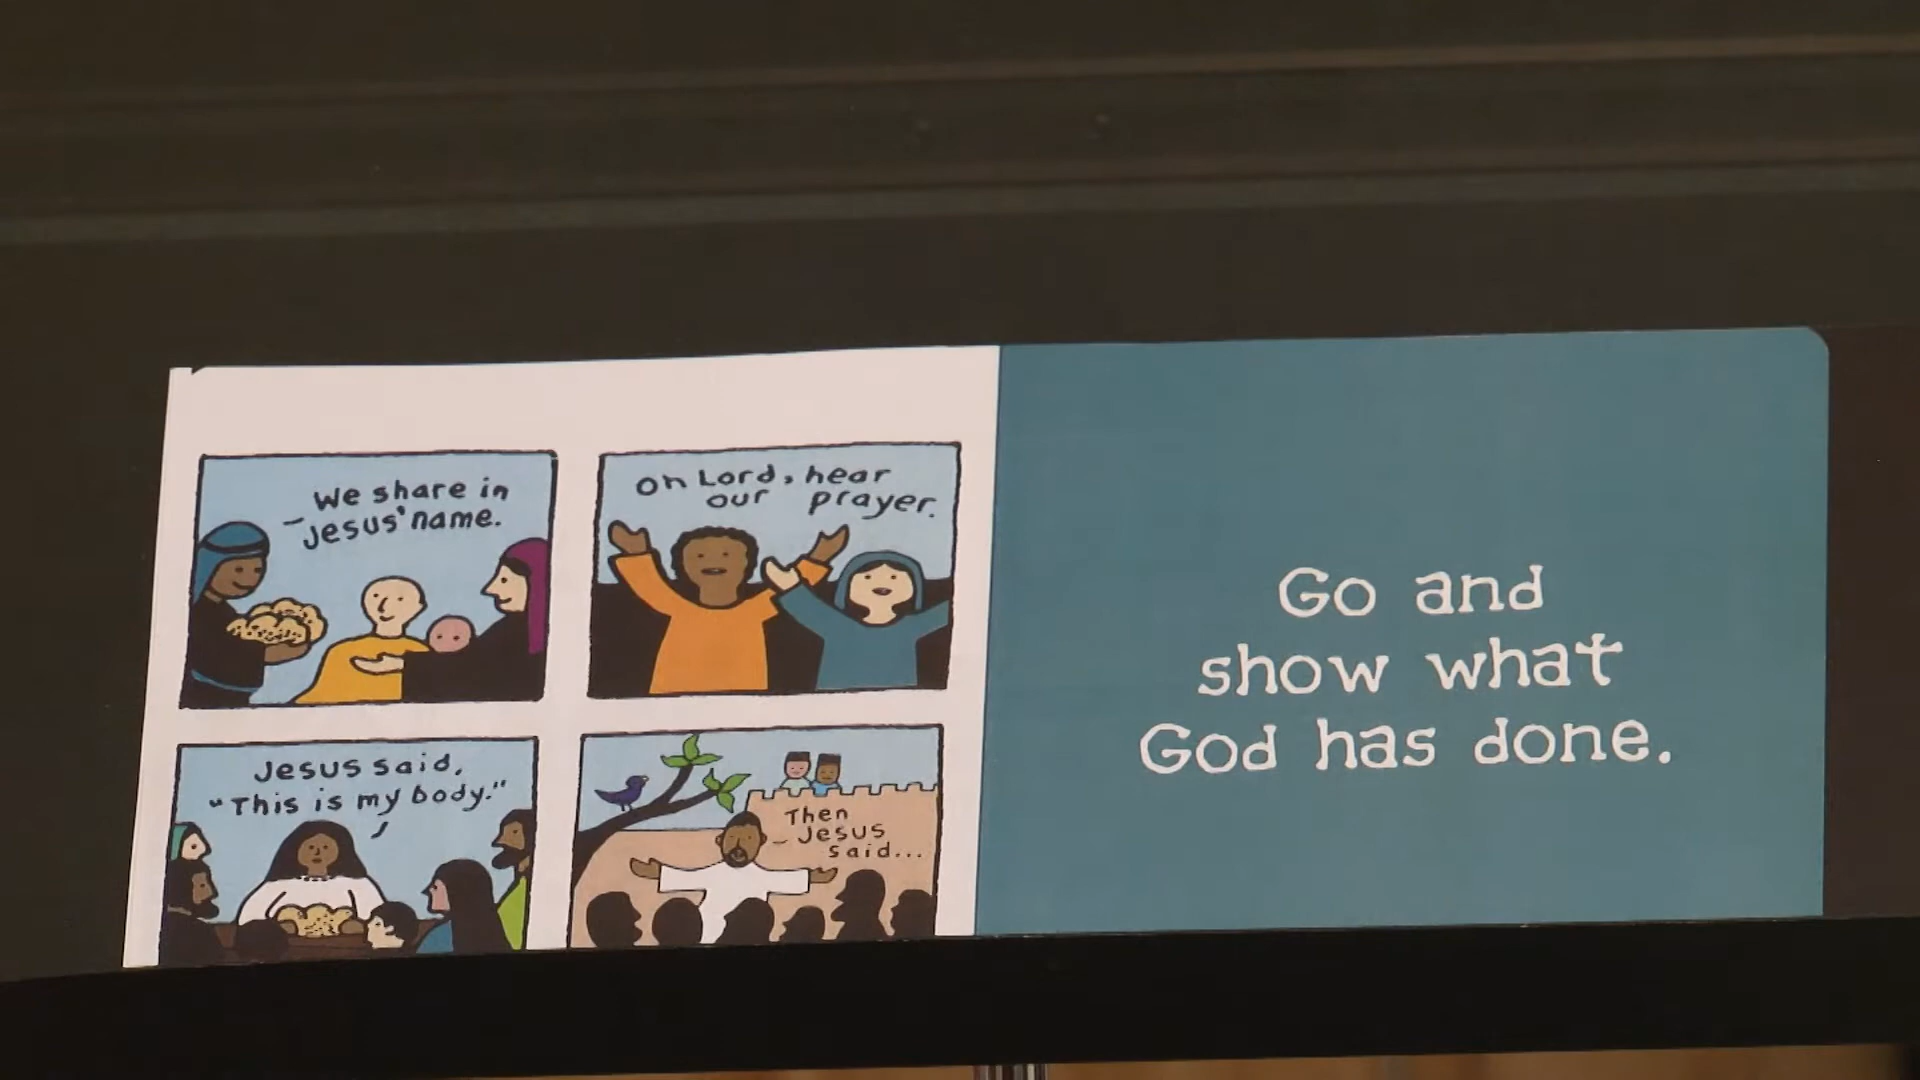 We share in
Jesus' name.
Oh Lord, hear
our prayer.
Jesus said,
"This is my body."
Then
Jesus
said...
Go and
show what
God has done.